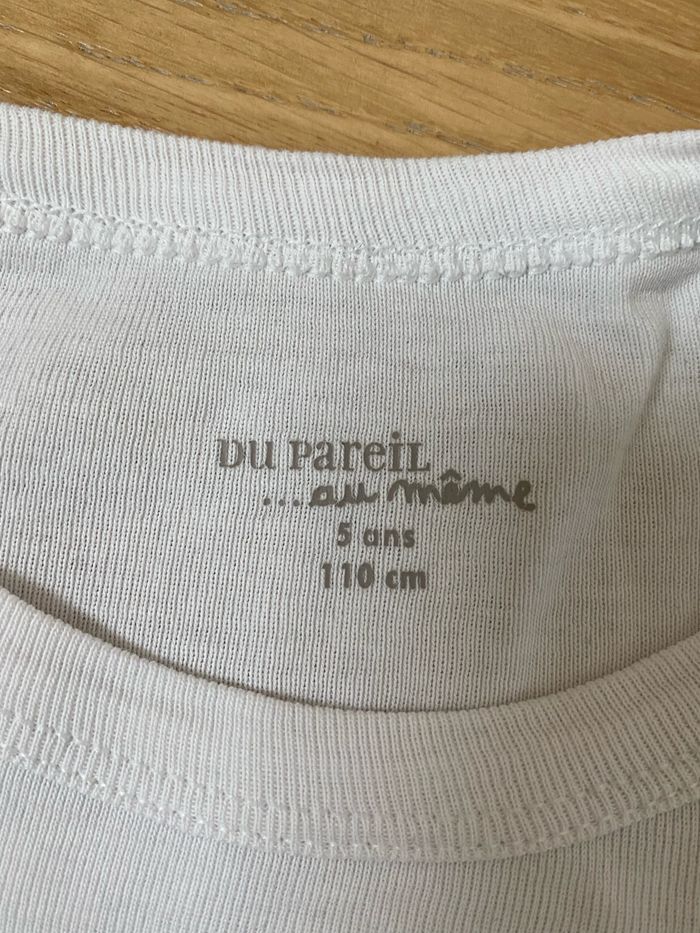 DU PAREIL
...au même
5 ans
110 cm